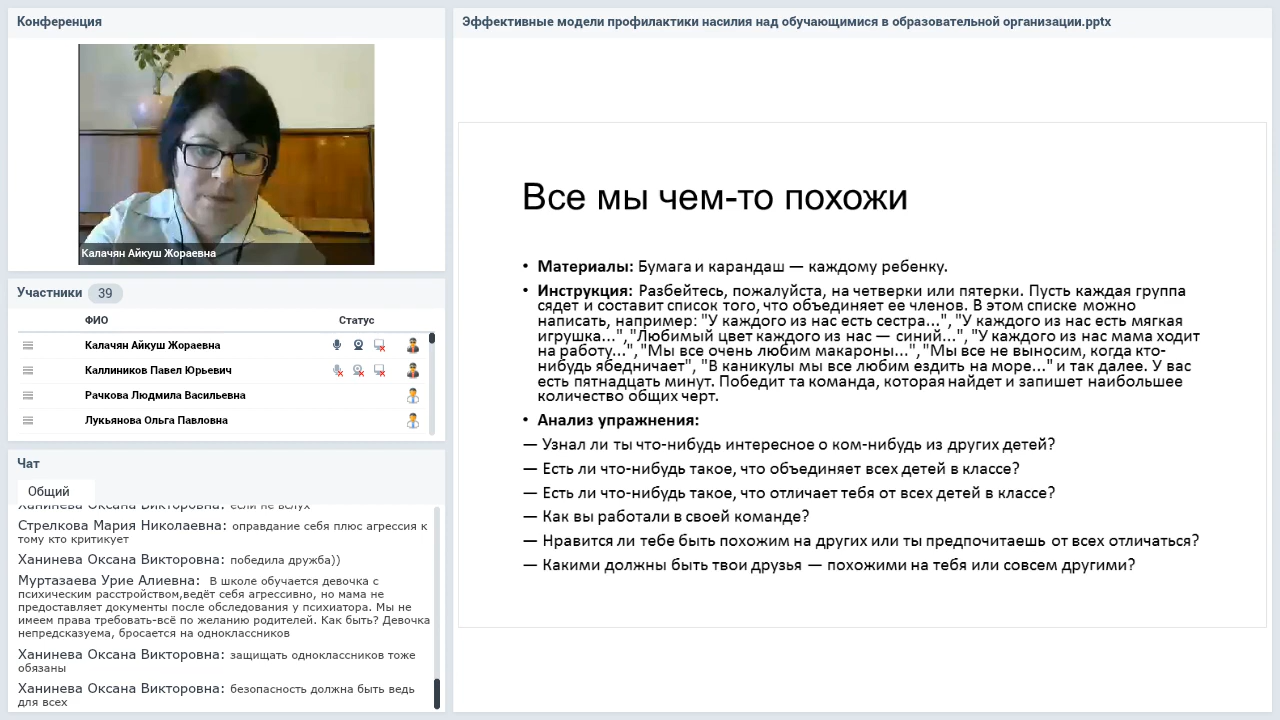 Конференция
Калачян Айкуш Жораевна
Участники 39
ФИО Статус
Калачян Айкуш Жораевна
Каллиников Павел Юрьевич
Рачкова Людмила Васильевна
Лукьянова Ольга Павловна
Чат
Общий
Ханинева Оксана Викторовна: если не вслух
Стрелкова Мария Николаевна: оправдание себя плюс агрессия к
тому кто критикует
Ханинева Оксана Викторовна: победила дружба))
Муртазаева Урие Алиевна: В школе обучается девочка с
психическим расстройством,ведёт себя агрессивно, но мама не
предоставляет документы после обследования у психиатора. Мы не
имеем права требовать-всё по желанию родителей. Как быть? Девочка
непредсказуема, бросается на одноклассников
Ханинева Оксана Викторовна: защищать одноклассников тоже
обязаны
Ханинева Оксана Викторовна: безопасность должна быть ведь
для всех
Эффективные модели профилактики насилия над обучающимися в образовательной организации.pptx
Все мы чем-то похожи
• Материалы: Бумага и карандаш — каждому ребенку.
• Инструкция: Разбейтесь, пожалуйста, на четверки или пятерки. Пусть каждая группа
сядет и составит список того, что объединяет ее членов. В этом списке можно
написать, например: "У каждого из нас есть сестра...", "У каждого из нас есть мягкая
игрушка...", "Любимый цвет каждого из нас — синий...", "У каждого из нас мама ходит
на работу...", "Мы все очень любим макароны...", "Мы все не выносим, когда кто-
нибудь ябедничает", "В каникулы мы все любим ездить на море..." и так далее. У вас
есть пятнадцать минут. Победит та команда, которая найдет и запишет наибольшее
количество общих черт.
• Анализ упражнения:
— Узнал ли ты что-нибудь интересное о ком-нибудь из других детей?
— Есть ли что-нибудь такое, что объединяет всех детей в классе?
— Есть ли что-нибудь такое, что отличает тебя от всех детей в классе?
— Как вы работали в своей команде?
— Нравится ли тебе быть похожим на других или ты предпочитаешь от всех отличаться?
— Какими должны быть твои друзья — похожими на тебя или совсем другими?